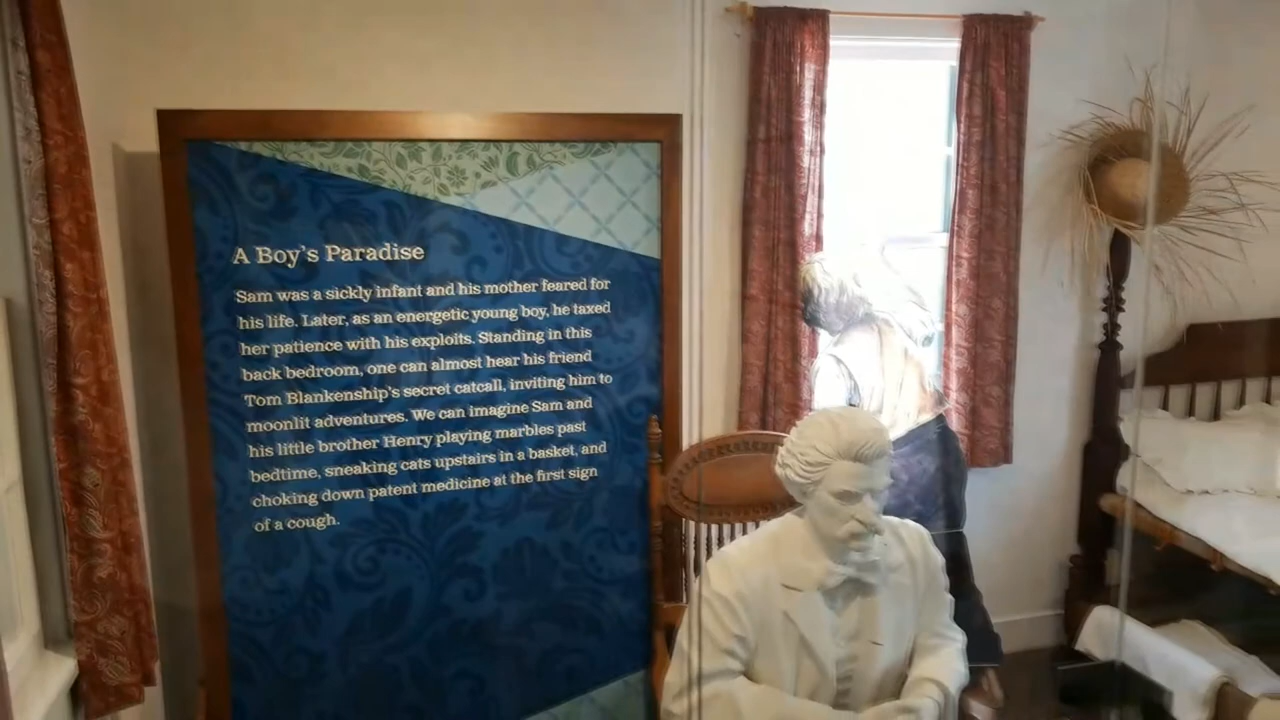 A Boy's Paradise
Sam was a sickly infant and his mother feared for
his life. Later, as an energetic young boy, he taxed
her patience with his exploits. Standing in this
back bedroom, one can almost hear his friend
Tom Blankenship's secret catcall, inviting him to
moonlit adventures. We can imagine Sam and
his little brother Henry playing marbles past
bedtime, sneaking cats upstairs in a basket, and
choking down patent medicine at the first sign
of a cough.